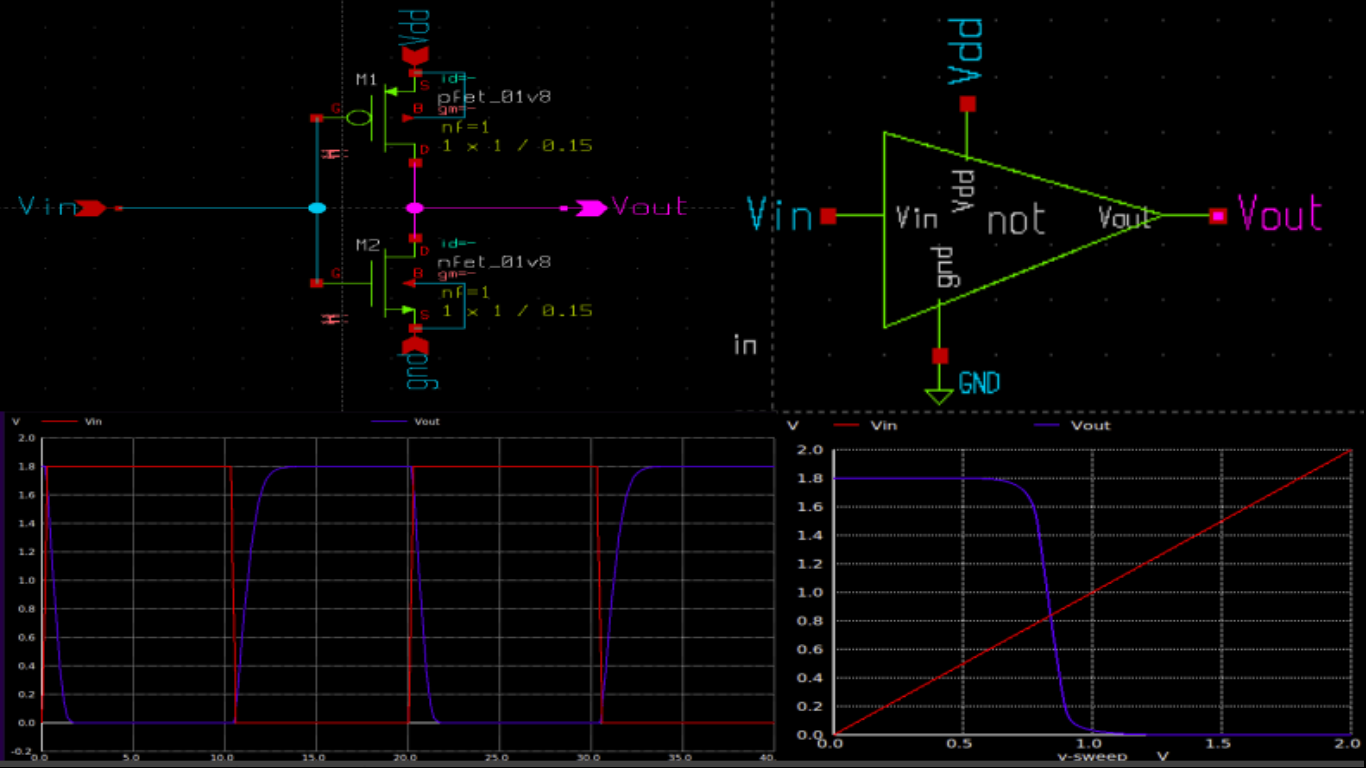 Vdd
M1
S
id=-
pfet_01v8
G
B
gm=-
nf=1
D
1 x 1 / 0.15
Vin
Vout
M2
D
id=-
nfet_01v8
G
B
gm=-
nf=1
S
1 x 1 / 0.15
gnd
in
Vdd
Vdd
Vin
Vin
not
Vout
Vout
gnd
GND
V
Vin
Vout
2.0
1.8
1.6
1.4
1.2
1.0
0.8
0.6
0.4
0.2
0.0
-0.2
0.0 5.0 10.0 15.0 20.0 25.0 30.0 35.0 40.
V
Vin
Vout
2.0
1.8
1.6
1.4
1.2
1.0
0.8
0.6
0.4
0.2
0.0
0.0 0.5 1.0 1.5 2.0
v-sweep V